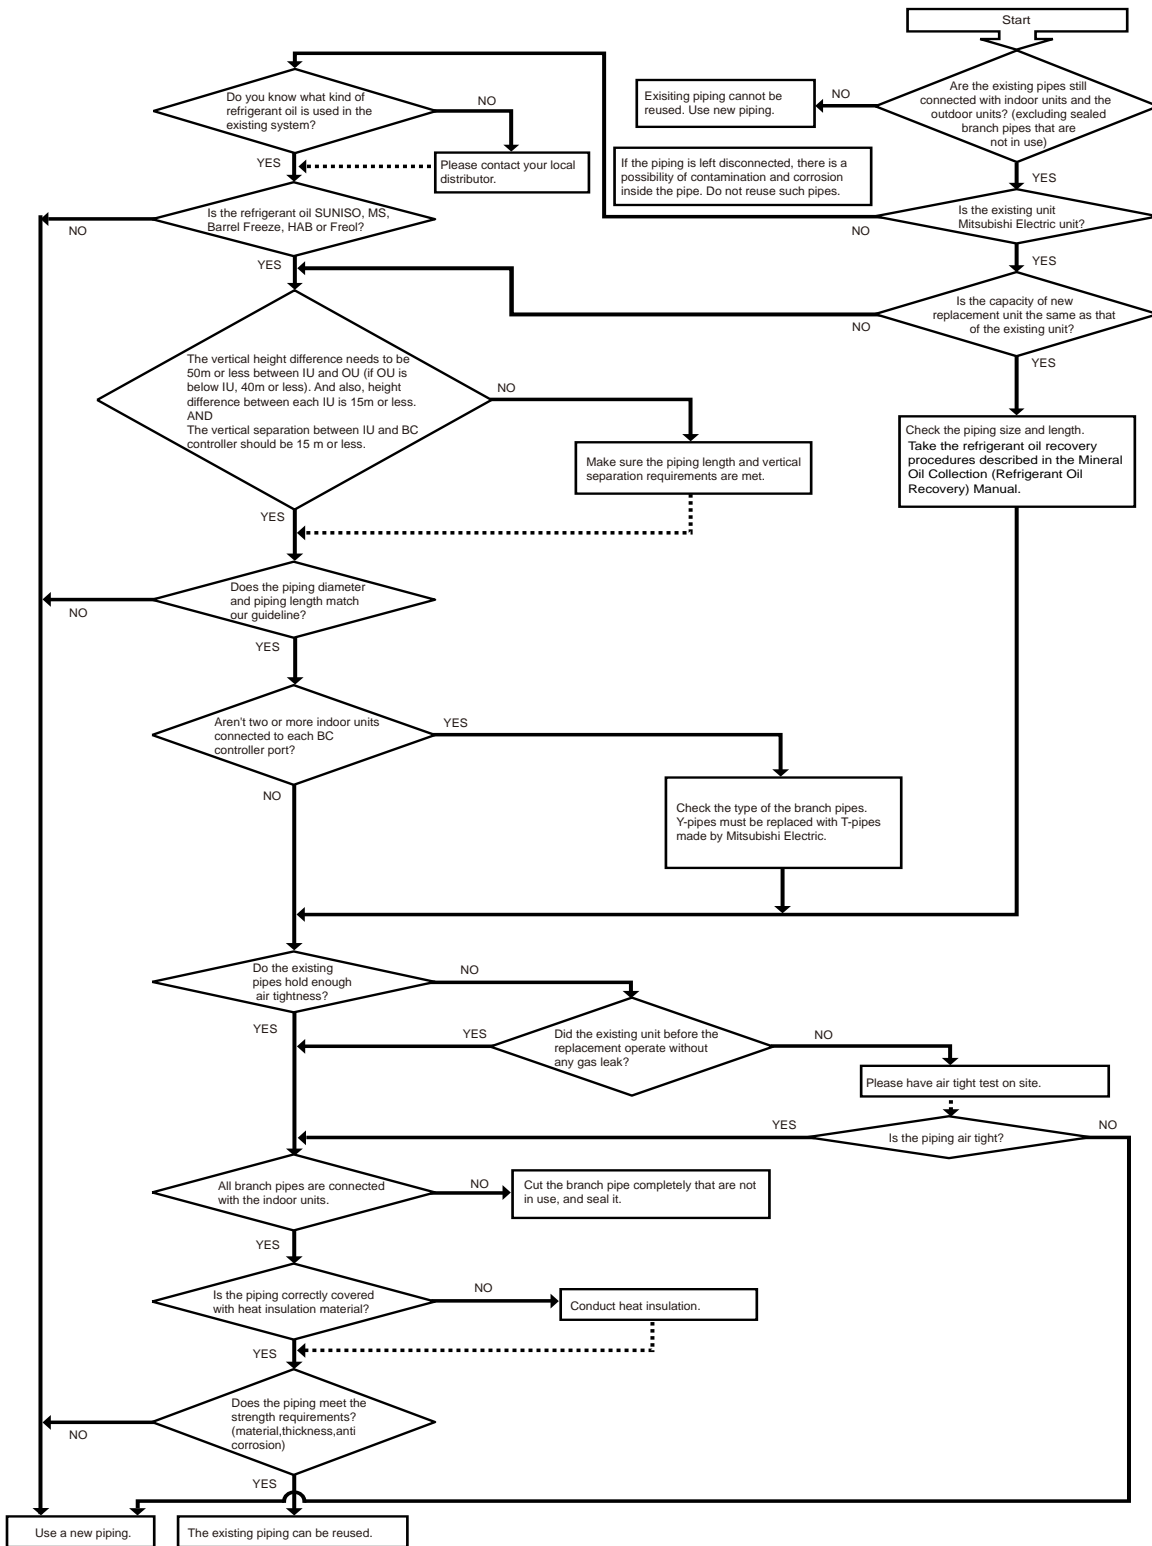 Start
Are the existing pipes still
connected with indoor units and the
outdoor units? (excluding sealed
branch pipes that are
not in use)
NO
Exisiting piping cannot be
reused. Use new piping.
If the piping is left disconnected, there is a
possibility of contamination and corrosion
inside the pipe. Do not reuse such pipes.
YES
Is the existing unit
Mitsubishi Electric unit?
NO
YES
Is the capacity of new
replacement unit the same as that
of the existing unit?
NO
YES
Check the piping size and length.
Take the refrigerant oil recovery
procedures described in the Mineral
Oil Collection (Refrigerant Oil
Recovery) Manual.
Do you know what kind of
refrigerant oil is used in the
existing system?
NO
Please contact your local
distributor.
YES
Is the refrigerant oil SUNISO, MS,
Barrel Freeze, HAB or Freol?
NO
YES
The vertical height difference needs to be
50m or less between IU and OU (if OU is
below IU, 40m or less). And also, height
difference between each IU is 15m or less.
AND
The vertical separation between IU and BC
controller should be 15 m or less.
NO
Make sure the piping length and vertical
separation requirements are met.
YES
Does the piping diameter
and piping length match
our guideline?
NO
YES
Aren't two or more indoor units
connected to each BC
controller port?
YES
Check the type of the branch pipes.
Y-pipes must be replaced with T-pipes
made by Mitsubishi Electric.
NO
Do the existing
pipes hold enough
air tightness?
NO
YES
Did the existing unit before the
replacement operate without
any gas leak?
YES
NO
Please have air tight test on site.
Is the piping air tight?
YES
NO
All branch pipes are connected
with the indoor units.
NO
Cut the branch pipe completely that are not
in use, and seal it.
YES
Is the piping correctly covered
with heat insulation material?
NO
Conduct heat insulation.
YES
Does the piping meet the
strength requirements?
(material,thickness,anti
corrosion)
NO
YES
Use a new piping.
The existing piping can be reused.